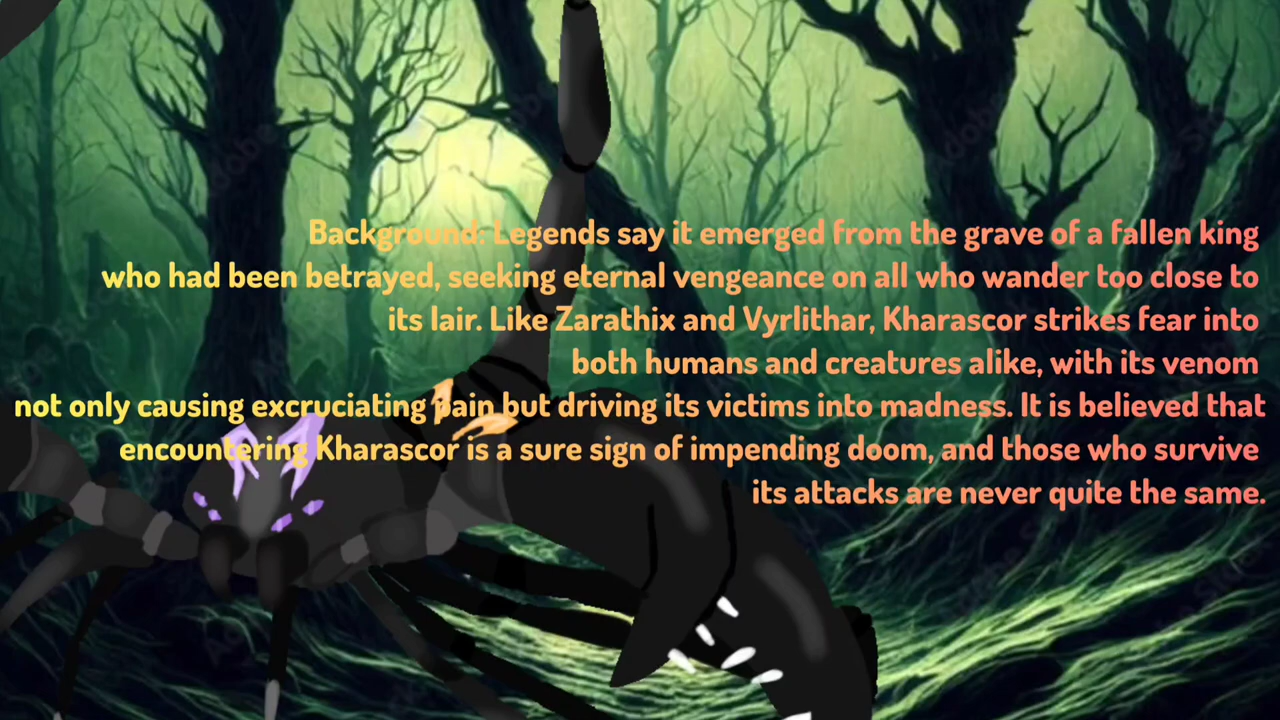 Background: Legends say it emerged from the grave of a fallen king
who had been betrayed, seeking eternal vengeance on all who wander too close to
its lair. Like Zarathix and Vyrlithar, Kharascor strikes fear into
both humans and creatures alike, with its venom
not only causing excruciating pain but driving its victims into madness. It is believed that
encountering Kharascor is a sure sign of impending doom, and those who survive
its attacks are never quite the same.